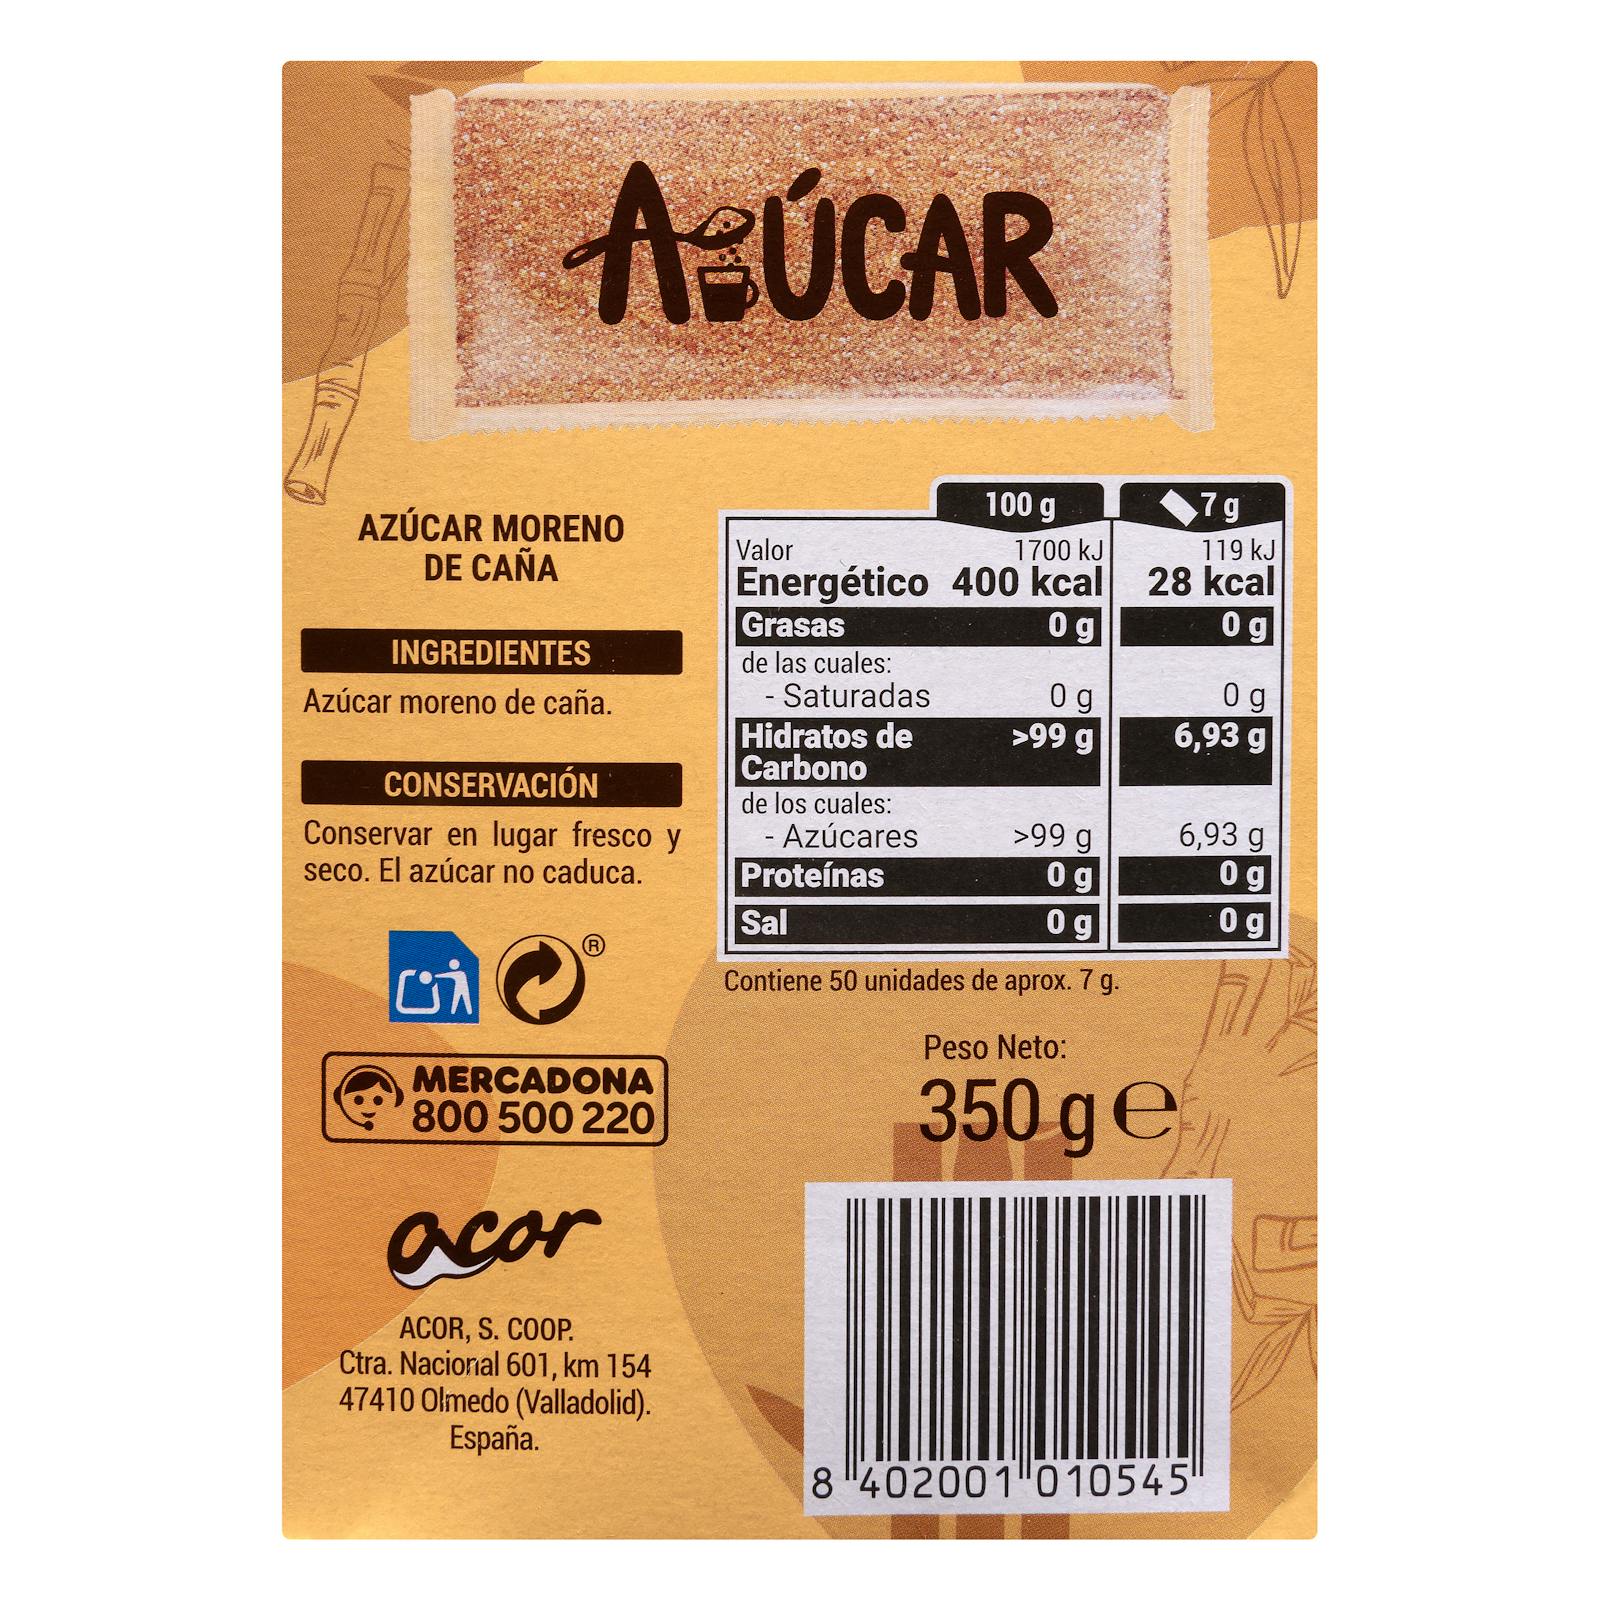 AZÚCAR
AZÚCAR MORENO
DE CAÑA
INGREDIENTES
Azúcar moreno de caña.
CONSERVACIÓN
Conservar en lugar fresco y
seco. El azúcar no caduca.
®
MERCADONA
800 500 220
acor
ACOR, S. COOP.
Ctra. Nacional 601, km 154
47410 Olmedo (Valladolid).
España.
100 g 7 g
Valor 1700 kJ 119 kJ
Energético 400 kcal 28 kcal
Grasas 0 g 0 g
de las cuales:
- Saturadas 0 g 0 g
Hidratos de >99 g 6,93 g
Carbono
de los cuales:
- Azúcares >99 g 6,93 g
Proteínas 0 g 0 g
Sal 0 g 0 g
Contiene 50 unidades de aprox. 7 g.
Peso Neto:
350 g ℮
8 402001 010545